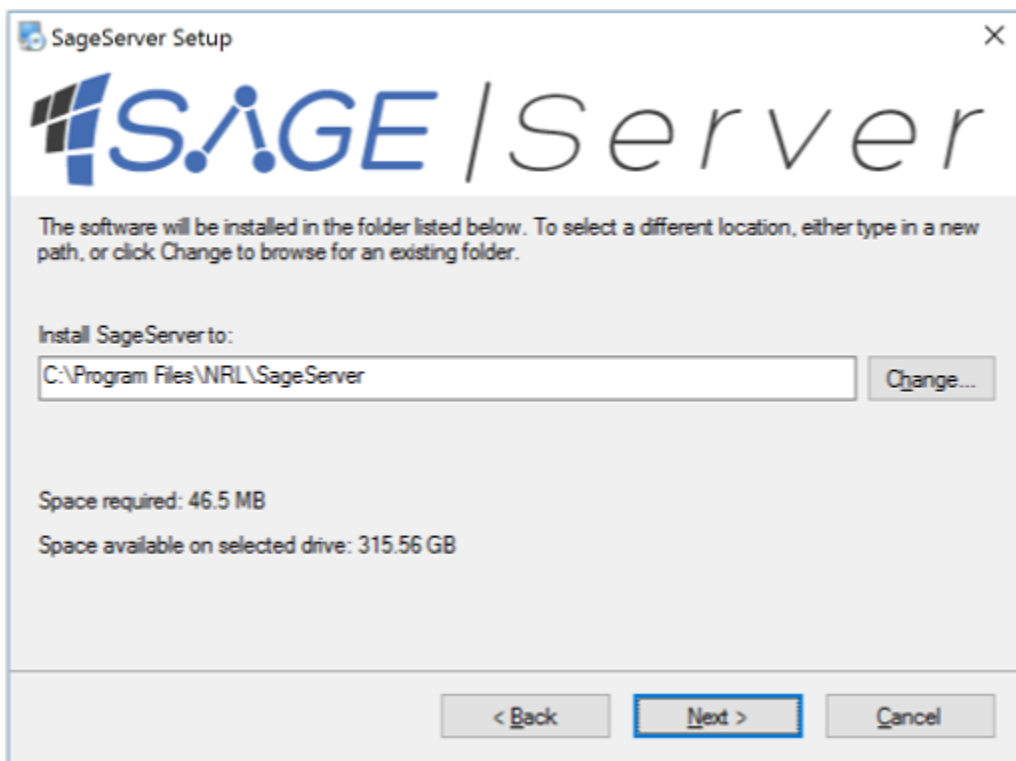 SageServer Setup
SAGE | Server
The software will be installed in the folder listed below. To select a different location, either type in a new
path, or click Change to browse for an existing folder.
Install SageServer to:
C:\Program Files\NRL\SageServer
Change...
Space required: 46.5 MB
Space available on selected drive: 315.56 GB
< Back
Next >
Cancel